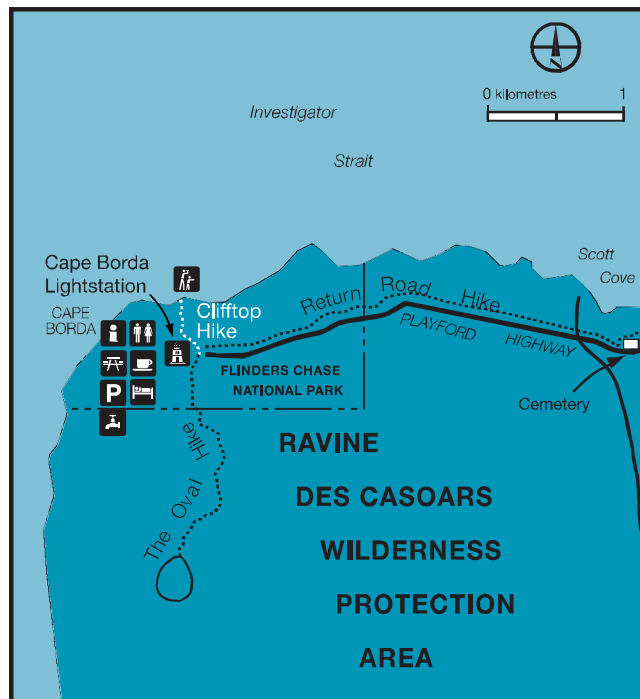 N
0 kilometres 1
Investigator
Strait
Scott
Cove
Cape Borda
Lightstation
CAPE
BORDA
Clifftop
Hike
Return Road Hike
PLAYFORD HIGHWAY
FLINDERS CHASE
NATIONAL PARK
P
Cemetery
The Oval Hike
RAVINE
DES CASOARS
WILDERNESS
PROTECTION
AREA